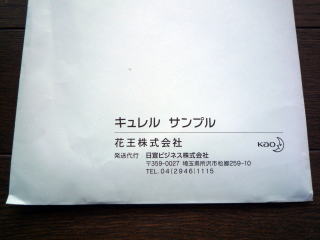 キュレル サンプル
花王株式会社
Kao
発送代行 日宣ビジネス株式会社
〒359-0027 埼玉県所沢市松郷259-10
TEL.04(2946)1115